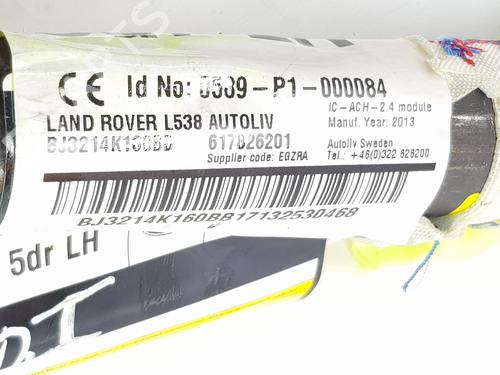 CE Id No: 0589-P1-000084
IC-ACH-2.4 module
LAND ROVER L538 AUTOLIV
Manuf. Year: 2013
BJ3214K160BB 617826201
Autoliv Sweden
Supplier code: EGZRA
Tel.: +46(0)322 626200
BJ3214K160BB17132530468
5dr LH